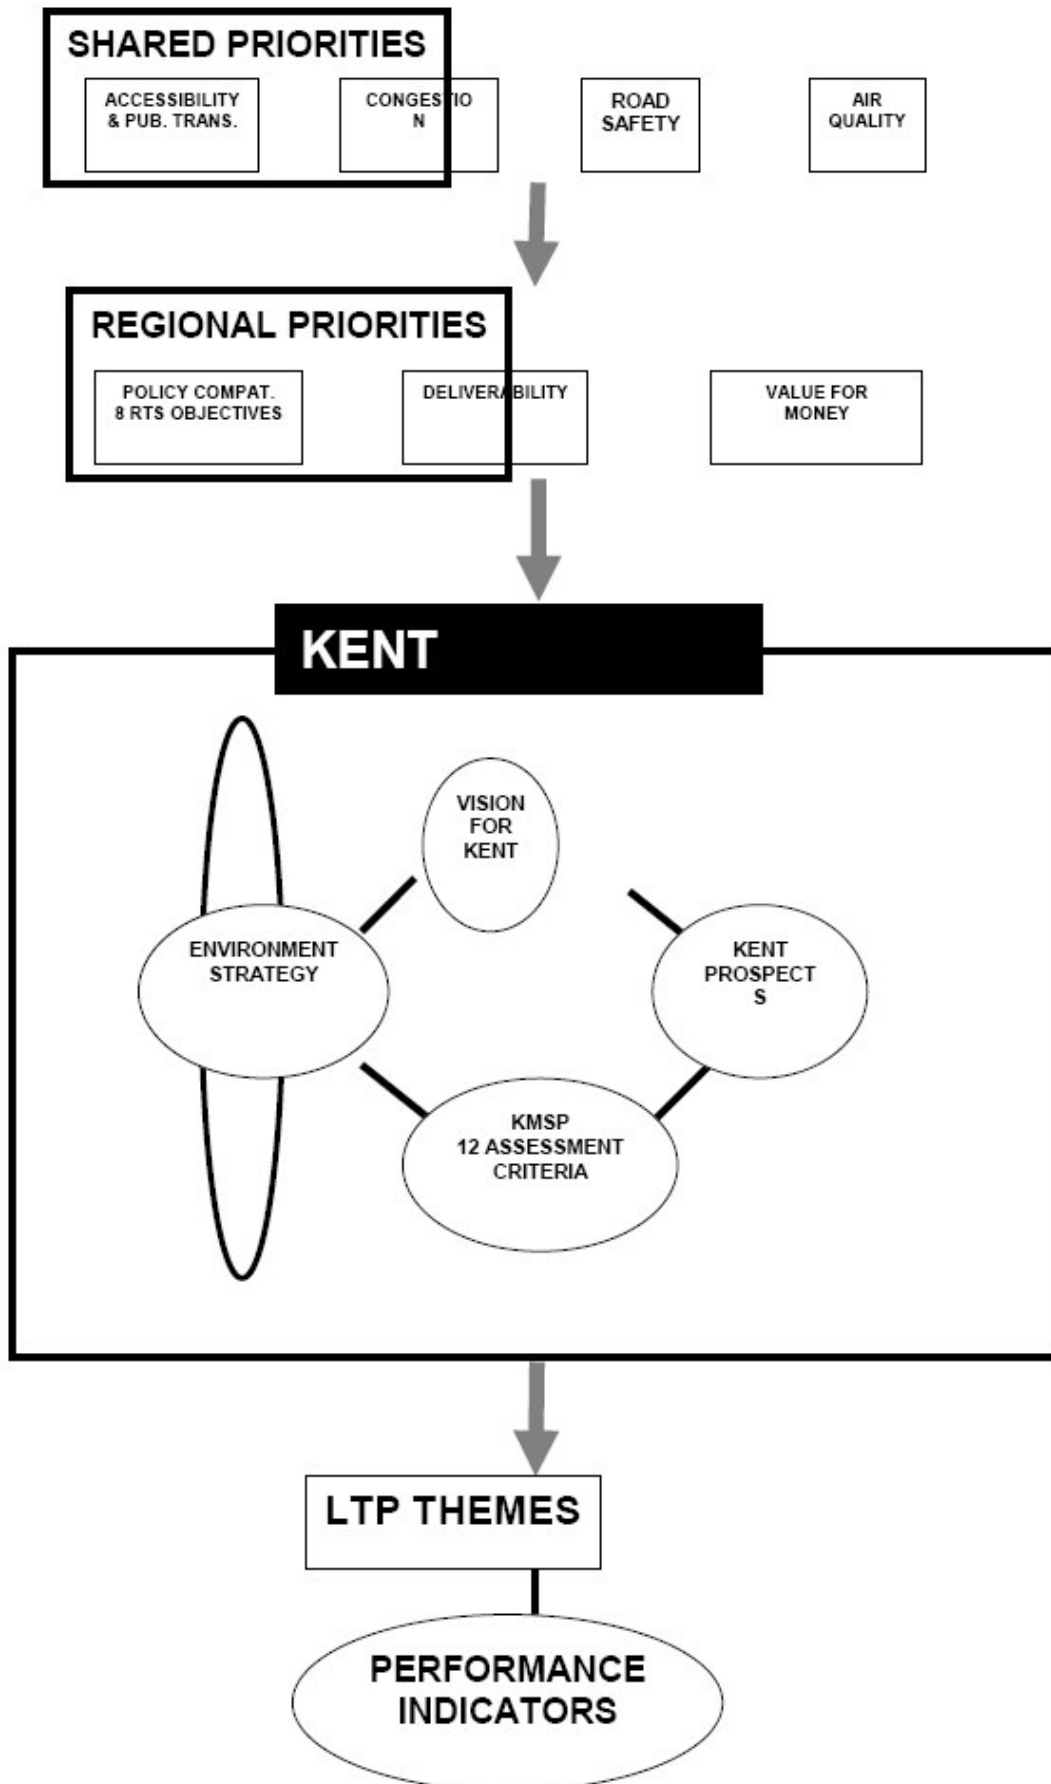 SHARED PRIORITIES
ACCESSIBILITY
& PUB. TRANS.
CONGESTIO
N
ROAD
SAFETY
AIR
QUALITY
REGIONAL PRIORITIES
POLICY COMPAT.
8 RTS OBJECTIVES
DELIVERABILITY
VALUE FOR
MONEY
KENT
VISION
FOR
KENT
ENVIRONMENT
STRATEGY
KENT
PROSPECT
S
KMSP
12 ASSESSMENT
CRITERIA
LTP THEMES
PERFORMANCE
INDICATORS